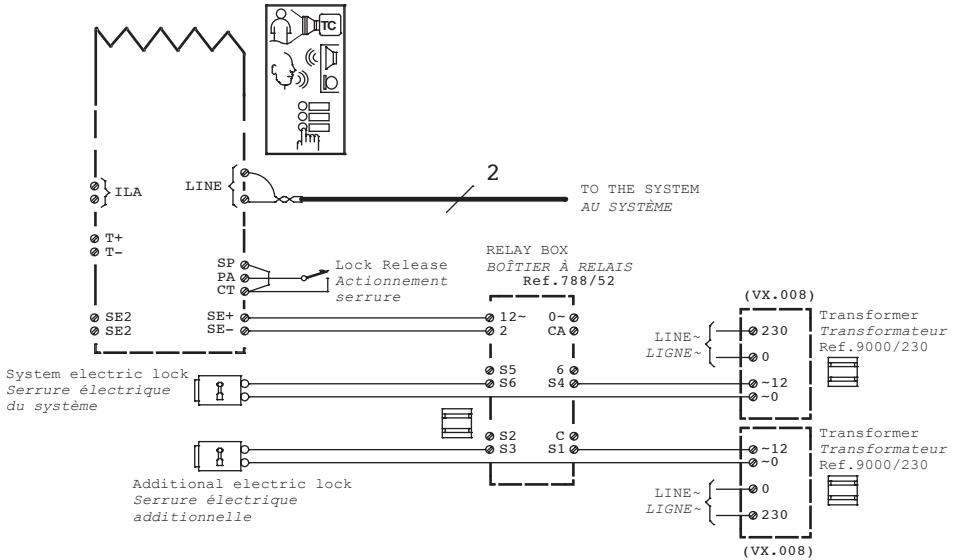 TC
ILA
LINE
2
TO THE SYSTEM
AU SYSTÈME
T+
T-
SP
PA
CT
Lock Release
Actionnement
serrure
RELAY BOX
BOÎTIER À RELAIS
Ref.788/52
SE2
SE2
SE+
SE-
12~
2
0~
CA
S5
S6
6
S4
S2
S3
C
S1
(VX.008)
LINE~
LIGNE~
230
0
~12
~0
Transformer
Transformateur
Ref.9000/230
System electric lock
Serrure électrique
du système
Additional electric lock
Serrure électrique
additionnelle
~12
~0
LINE~
LIGNE~
0
230
Transformer
Transformateur
Ref.9000/230
(VX.008)